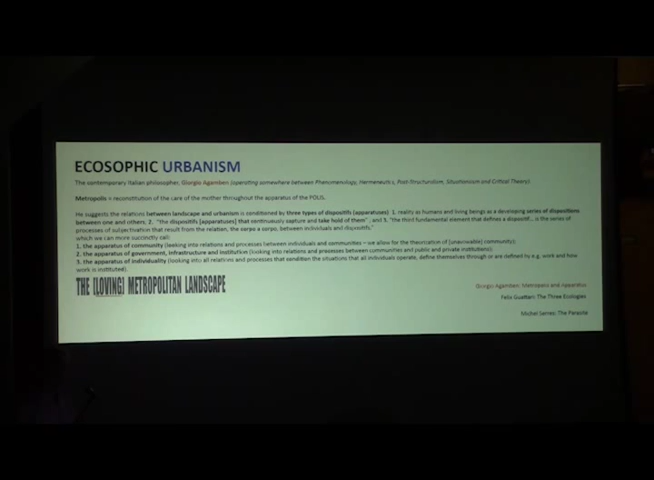 ECOSOPHIC URBANISM
The contemporary Italian philosopher, Giorgio Agamben (operating somewhere between Phenomenology, Hermeneutics, Post-Structuralism, Situationism and Critical Theory)
Metropolis = reconstitution of the care of the mother throughout the apparatus of the POLIS.
He suggests the relations between landscape and urbanism is conditioned by three types of dispositifs (apparatuses) 1. reality as humans and living beings as a developing series of dispositions
between one and others, 2. "the dispositifs [apparatuses] that continuously capture and take hold of them", and 3. "the third fundamental element that defines a dispositif... is the series of
processes of subjectivation that result from the relation, the corpo a corpo, between individuals and dispositifs."
which we can more succinctly call:
1. the apparatus of community (looking into relations and processes between individuals and communities – we allow for the theorization of (unavowable) community);
2. the apparatus of government, infrastructure and institution (looking into relations and processes between communities and public and private institutions);
3. the apparatus of individuality (looking into all relations and processes that condition the situations that all individuals operate, define themselves through or are defined by e.g. work and how
work is instituted).
THE [LOVING] METROPOLITAN LANDSCAPE
Giorgio Agamben: Metropolis and Apparatus
Felix Guattari: The Three Ecologies
Michel Serres: The Parasite